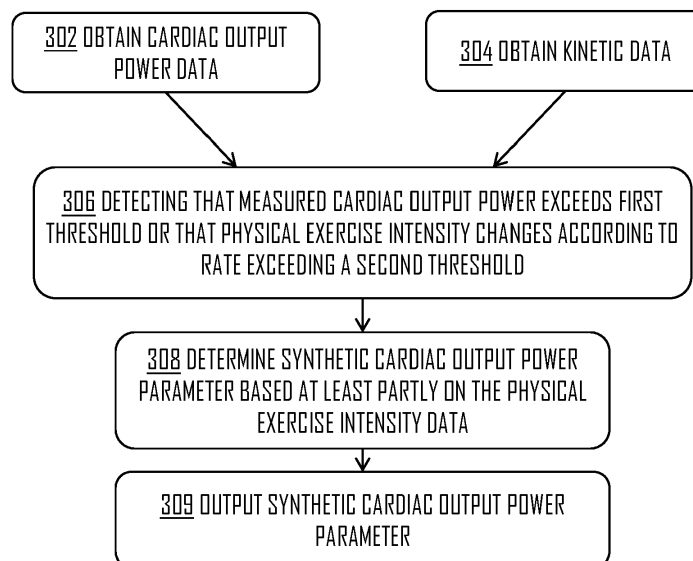 302 OBTAIN CARDIAC OUTPUT
POWER DATA
304 OBTAIN KINETIC DATA
306 DETECTING THAT MEASURED CARDIAC OUTPUT POWER EXCEEDS FIRST
THRESHOLD OR THAT PHYSICAL EXERCISE INTENSITY CHANGES ACCORDING TO
RATE EXCEEDING A SECOND THRESHOLD
308 DETERMINE SYNTHETIC CARDIAC OUTPUT POWER
PARAMETER BASED AT LEAST PARTLY ON THE PHYSICAL
EXERCISE INTENSITY DATA
309 OUTPUT SYNTHETIC CARDIAC OUTPUT POWER
PARAMETER